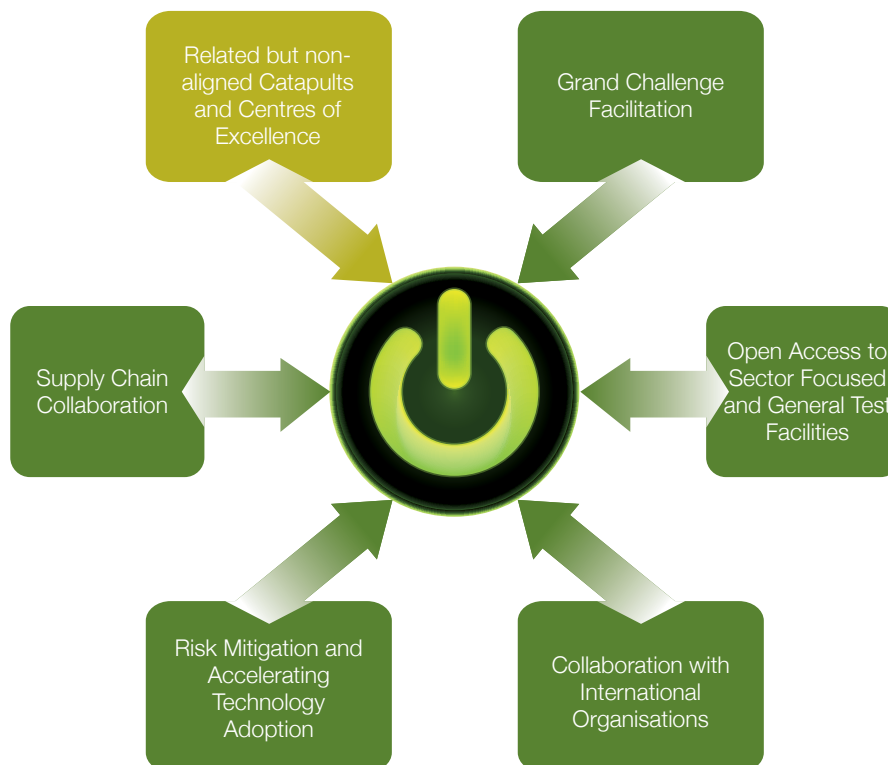 Related but non-
aligned Catapults
and Centres of
Excellence
Grand Challenge
Facilitation
Supply Chain
Collaboration
Open Access to
Sector Focused
and General Test
Facilities
Risk Mitigation and
Accelerating
Technology
Adoption
Collaboration with
International
Organisations